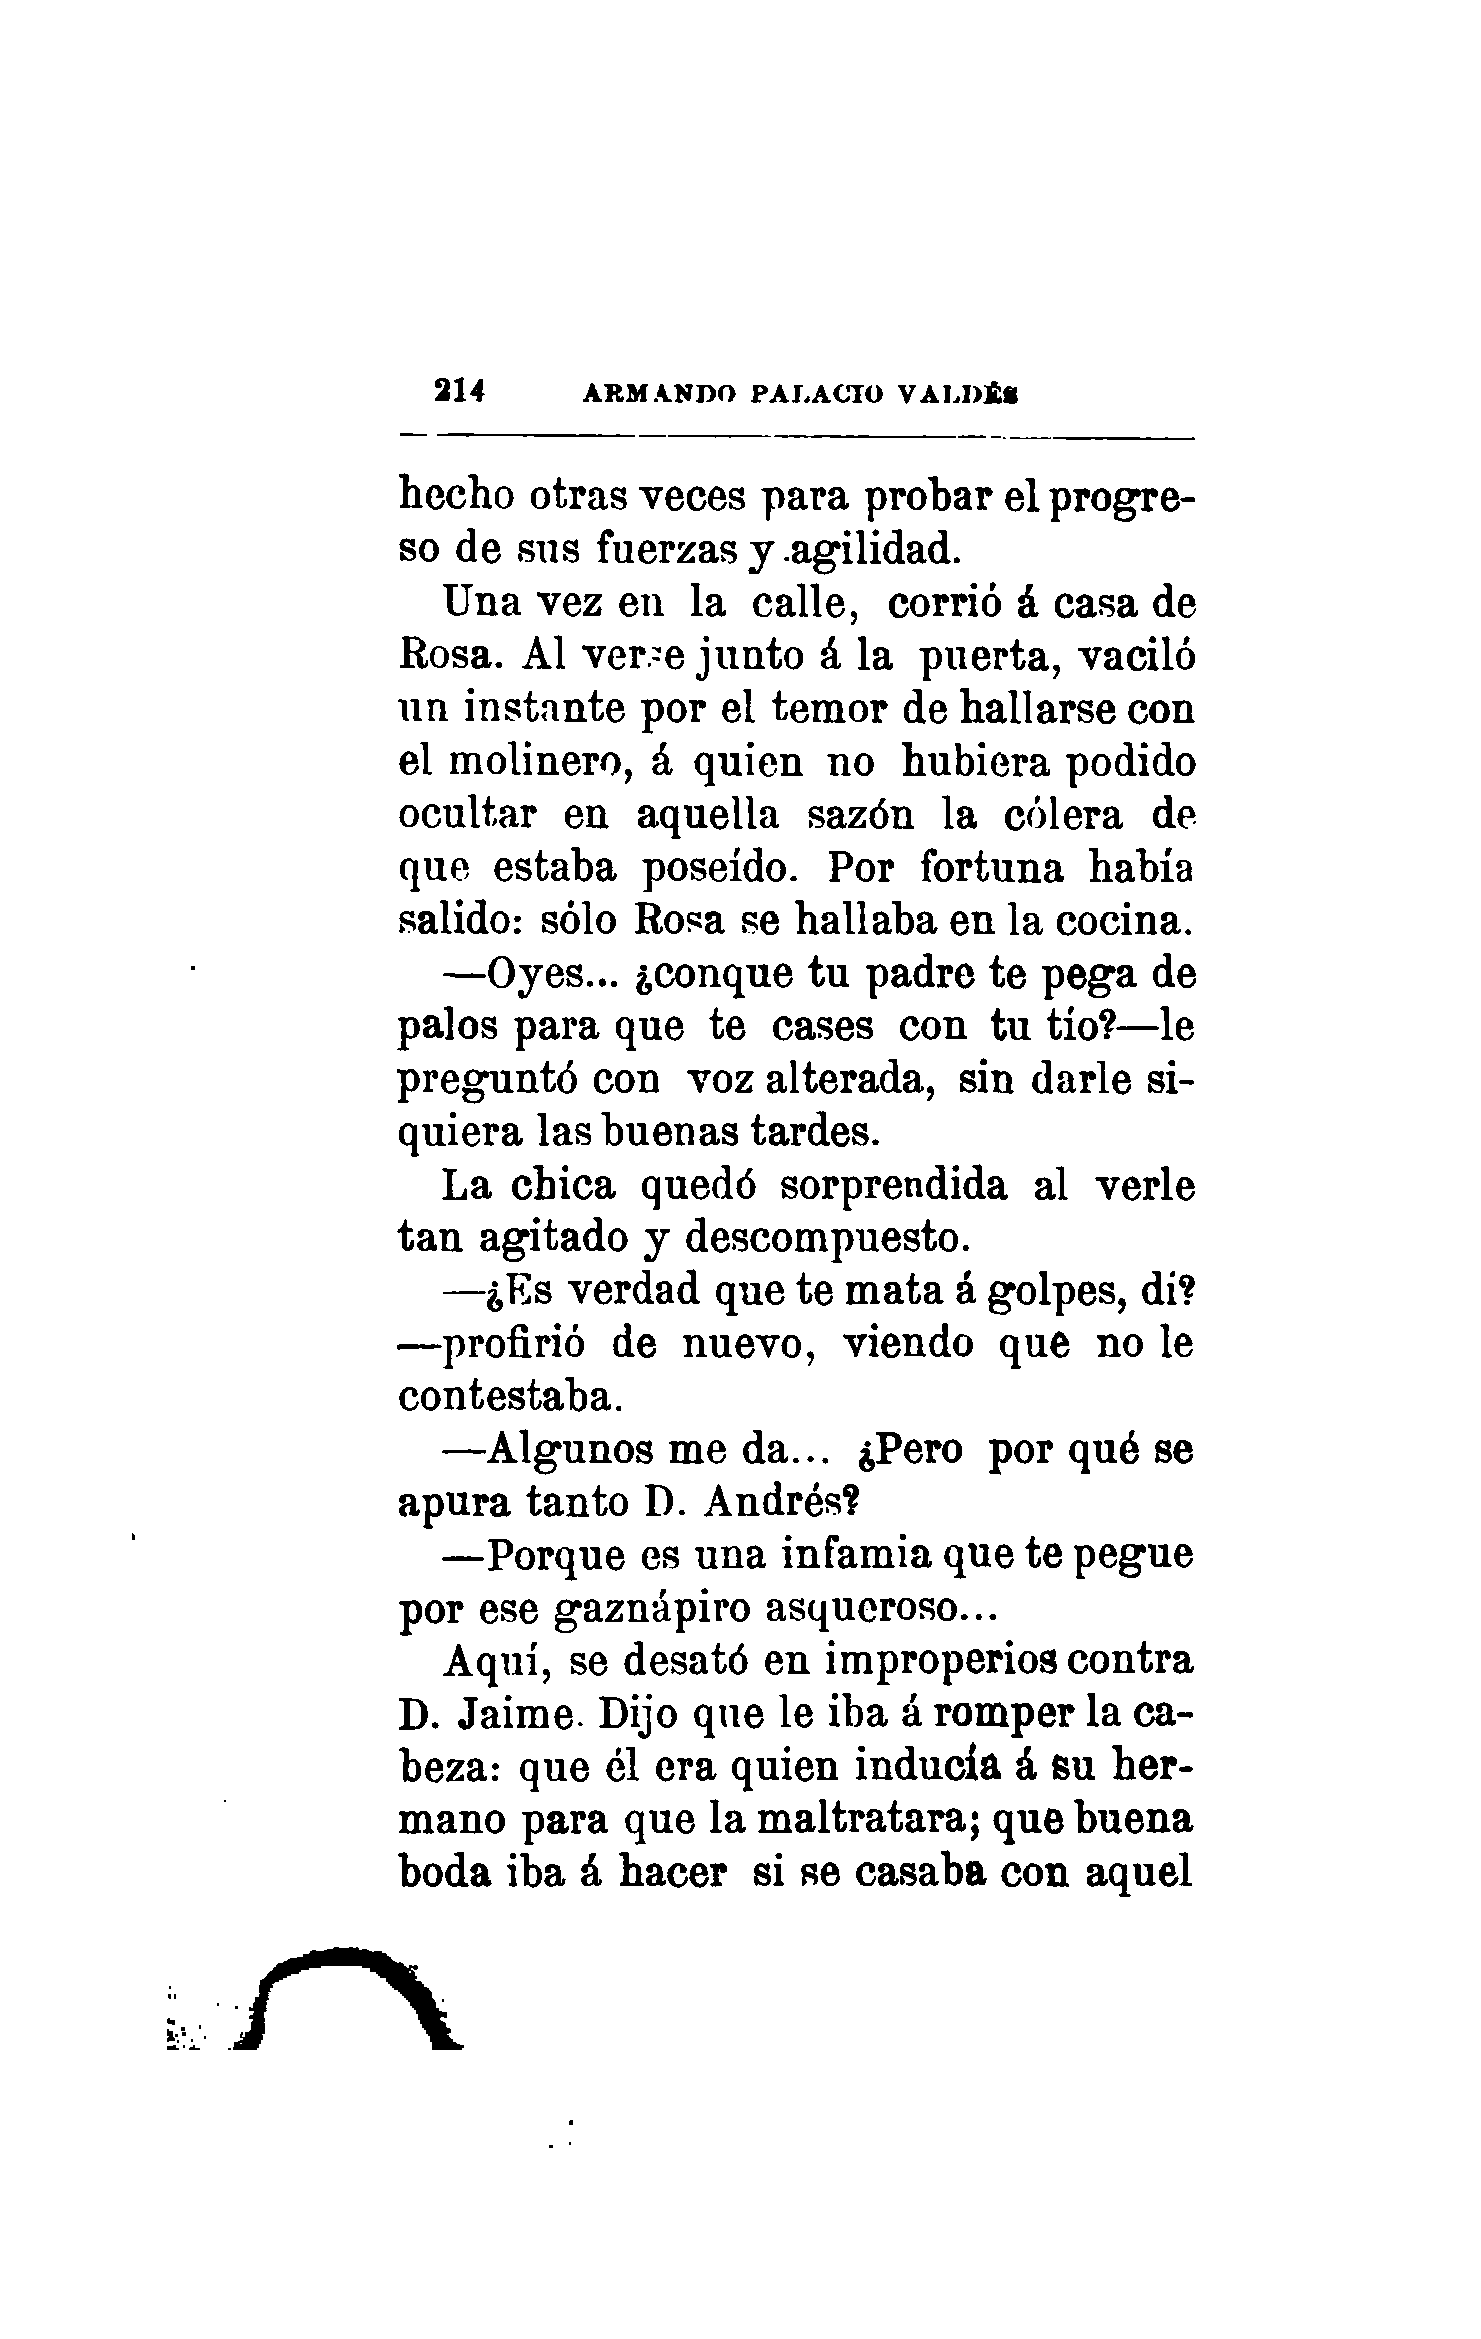 214 ARMANDO PALACIO VALDÉS
hecho otras veces para probar el progre-
so de sus fuerzas y agilidad.
Una vez en la calle, corrió á casa de
Rosa. Al verse junto á la puerta, vaciló
un instante por el temor de hallarse con
el molinero, á quien no hubiera podido
ocultar en aquella sazón la cólera de
que estaba poseído. Por fortuna había
salido: sólo Rosa se hallaba en la cocina.
—Oyes... ¿conque tu padre te pega de
palos para que te cases con tu tío?—le
preguntó con voz alterada, sin darle si-
quiera las buenas tardes.
La chica quedó sorprendida al verle
tan agitado y descompuesto.
—¿Es verdad que te mata á golpes, di?
—profirió de nuevo, viendo que no le
contestaba.
—Algunos me da... ¿Pero por qué se
apura tanto D. Andrés?
—Porque es una infamia que te pegue
por ese gaznápiro asqueroso...
Aquí, se desató en improperios contra
D. Jaime. Dijo que le iba á romper la ca-
beza: que él era quien inducía á su her-
mano para que la maltratara; que buena
boda iba á hacer si se casaba con aquel